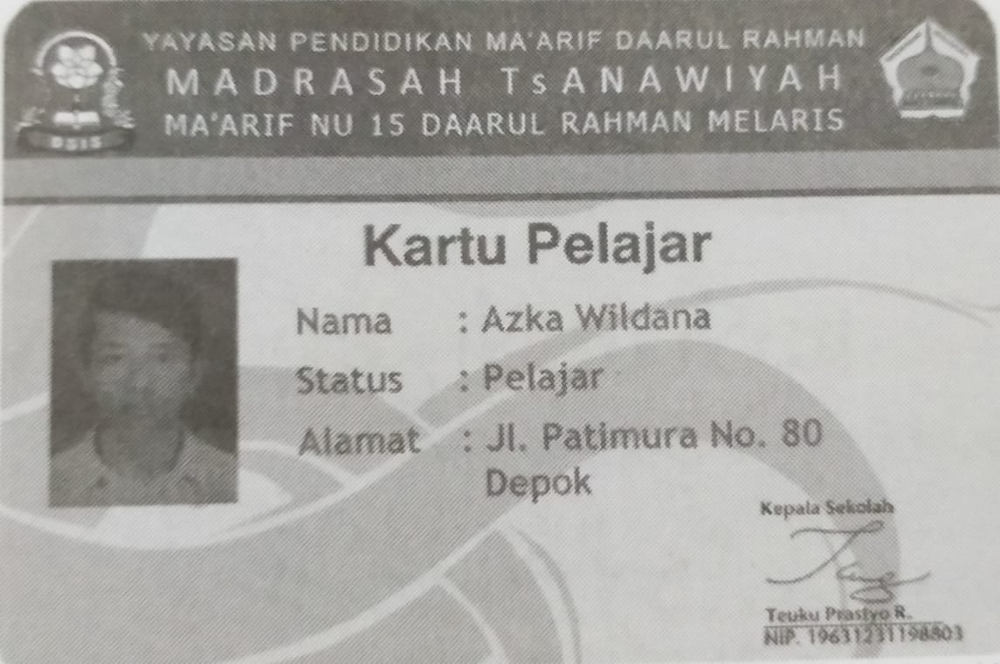 YAYASAN PENDIDIKAN MA'ARIF DAARUL RAHMAN
MADRASAH TsANAWIYAH
MA'ARIF NU 15 DAARUL RAHMAN MELARIS
Kartu Pelajar
Nama : Azka Wildana
Status : Pelajar
Alamat : Jl. Patimura No. 80
Depok
Kepala Sekolah
Teuku Prastyo R.
NIP. 19631231198803